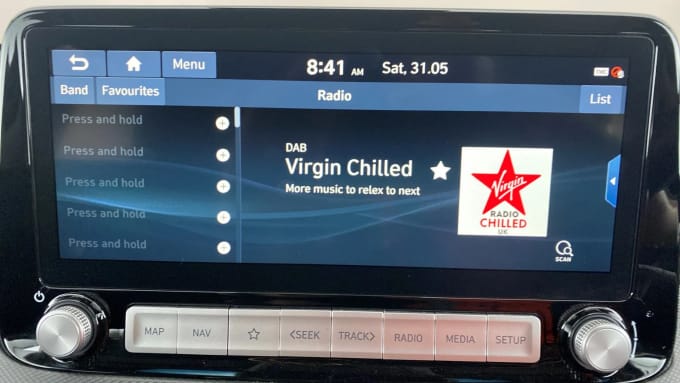 Menu
8:41 AM Sat, 31.05
Band Favourites Radio List
Press and hold
Press and hold
Press and hold
Press and hold
Press and hold
DAB
Virgin Chilled
More music to relex to next
Virgin
RADIO
CHILLED
UK
SCAN
MAP NAV <SEEK TRACK> RADIO MEDIA SETUP